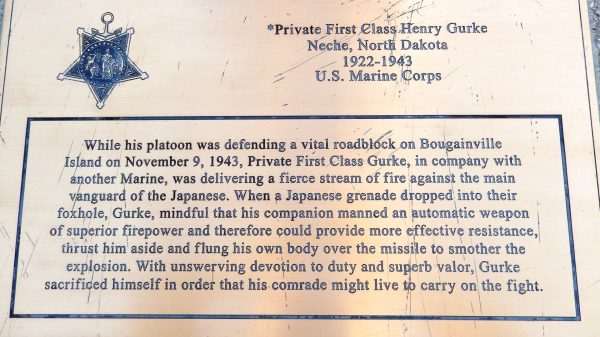 *Private First Class Henry Gurke
Neche, North Dakota
1922-1943
U.S. Marine Corps
While his platoon was defending a vital roadblock on Bougainville
Island on November 9, 1943, Private First Class Gurke, in company with
another Marine, was delivering a fierce stream of fire against the main
vanguard of the Japanese. When a Japanese grenade dropped into their
foxhole, Gurke, mindful that his companion manned an automatic weapon
of superior firepower and therefore could provide more effective resistance,
thrust him aside and flung his own body over the missile to smother the
explosion. With unswerving devotion to duty and superb valor, Gurke
sacrificed himself in order that his comrade might live to carry on the fight.